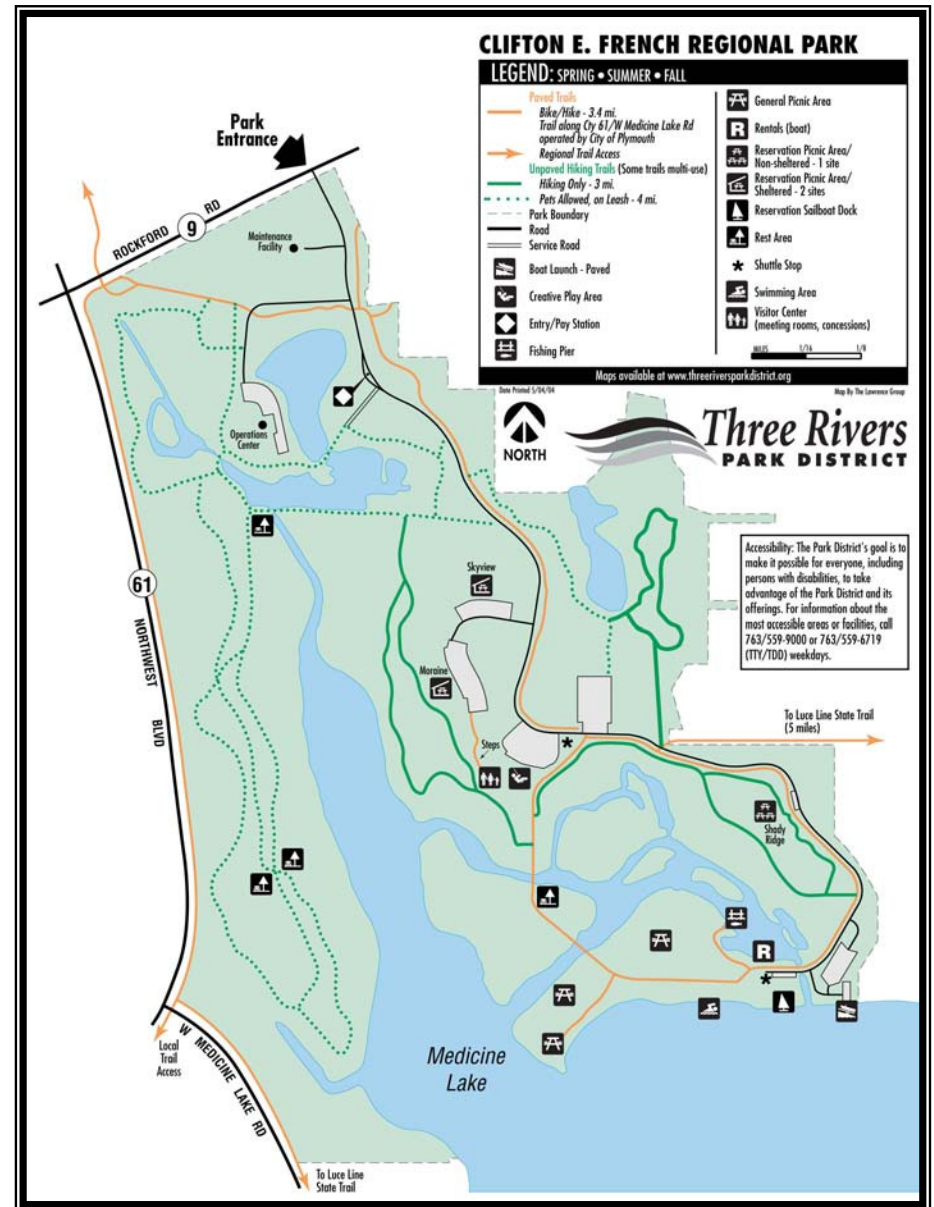 CLIFTON E. FRENCH REGIONAL PARK
LEGEND: SPRING • SUMMER • FALL
Paved Trails
Bike/Hike - 3.4 mi.
Trail along Cty 61/W Medicine Lake Rd
operated by City of Plymouth
Regional Trail Access
Unpaved Hiking Trails (Some trails multi-use)
Hiking Only - 3 mi.
Pets Allowed, on Leash - 4 mi.
Park Boundary
Road
Service Road
Boat Launch - Paved
Creative Play Area
Entry/Pay Station
Fishing Pier
General Picnic Area
R
Rentals (boat)
Reservation Picnic Area/
Non-sheltered - 1 site
Reservation Picnic Area/
Sheltered - 2 sites
Reservation Sailboat Dock
Rest Area
* Shuttle Stop
Swimming Area
Visitor Center
(meeting rooms, concessions)
MILES 1/16 1/8
Maps available at www.threeriversparkdistrict.org
Date Printed 5/04/04
Map By The Lawrence Group
NORTH
Three Rivers
PARK DISTRICT
Accessibility: The Park District's goal is to
make it possible for everyone, including
persons with disabilities, to take
advantage of the Park District and its
offerings. For information about the
most accessible areas or facilities, call
763/559-9000 or 763/559-6719
(TTY/TDD) weekdays.
Park
Entrance
ROCKFORD RD
9
Maintenance
Facility
Operations
Center
61
NORTHWEST BLVD
Skyview
Moraine
Steps
*
To Luce Line State Trail
(5 miles)
Shady
Ridge
R
*
Local
Trail
Access
W MEDICINE LAKE RD
Medicine
Lake
To Luce Line
State Trail